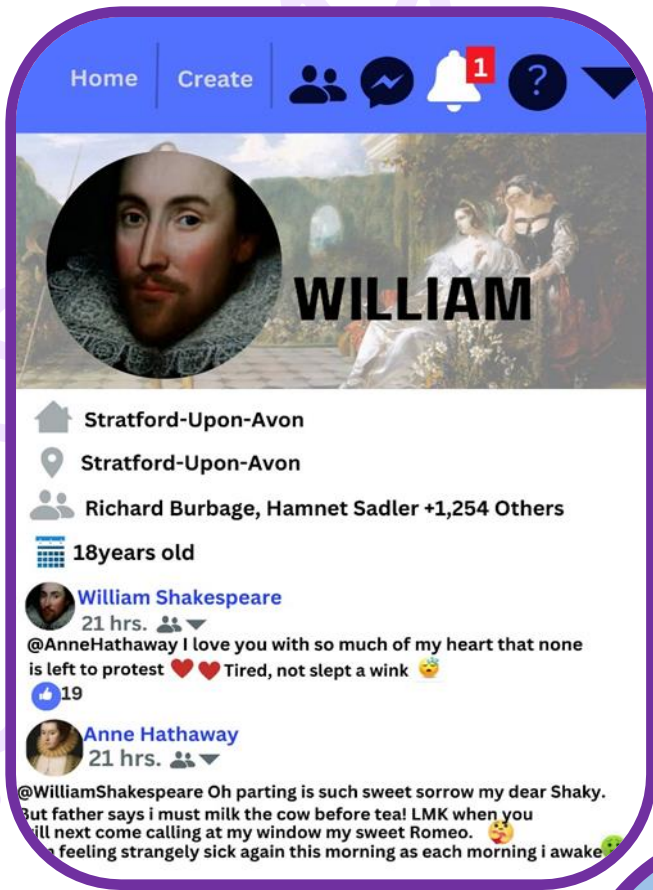 Home Create 1 ?
WILLIAM
Stratford-Upon-Avon
Stratford-Upon-Avon
Richard Burbage, Hamnet Sadler +1,254 Others
18years old
William Shakespeare
21 hrs.
@AnneHathaway I love you with so much of my heart that none
is left to protest ❤️ ❤️ Tired, not slept a wink 😴
19
Anne Hathaway
21 hrs.
@WilliamShakespeare Oh parting is such sweet sorrow my dear Shaky.
But father says i must milk the cow before tea! LMK when you
ill next come calling at my window my sweet Romeo. 🤗
feeling strangely sick again this morning as each morning i awake 🤢